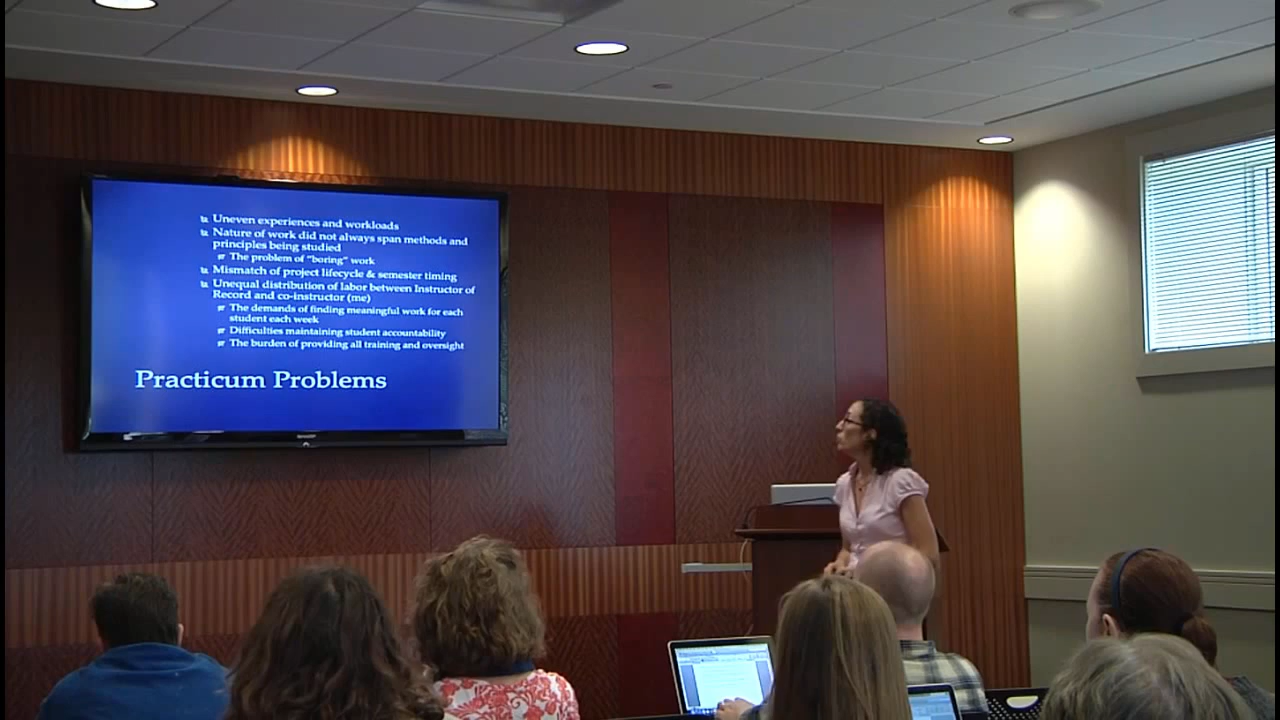 Uneven experiences and workloads
Nature of work did not always span methods and
principles being studied
The problem of "boring" work
Mismatch of project lifecycle & semester timing
Unequal distribution of labor between Instructor of
Record and co-instructor (me)
The demands of finding meaningful work for each
student each week
Difficulties maintaining student accountability
The burden of providing all training and oversight
Practicum Problems
SHARP